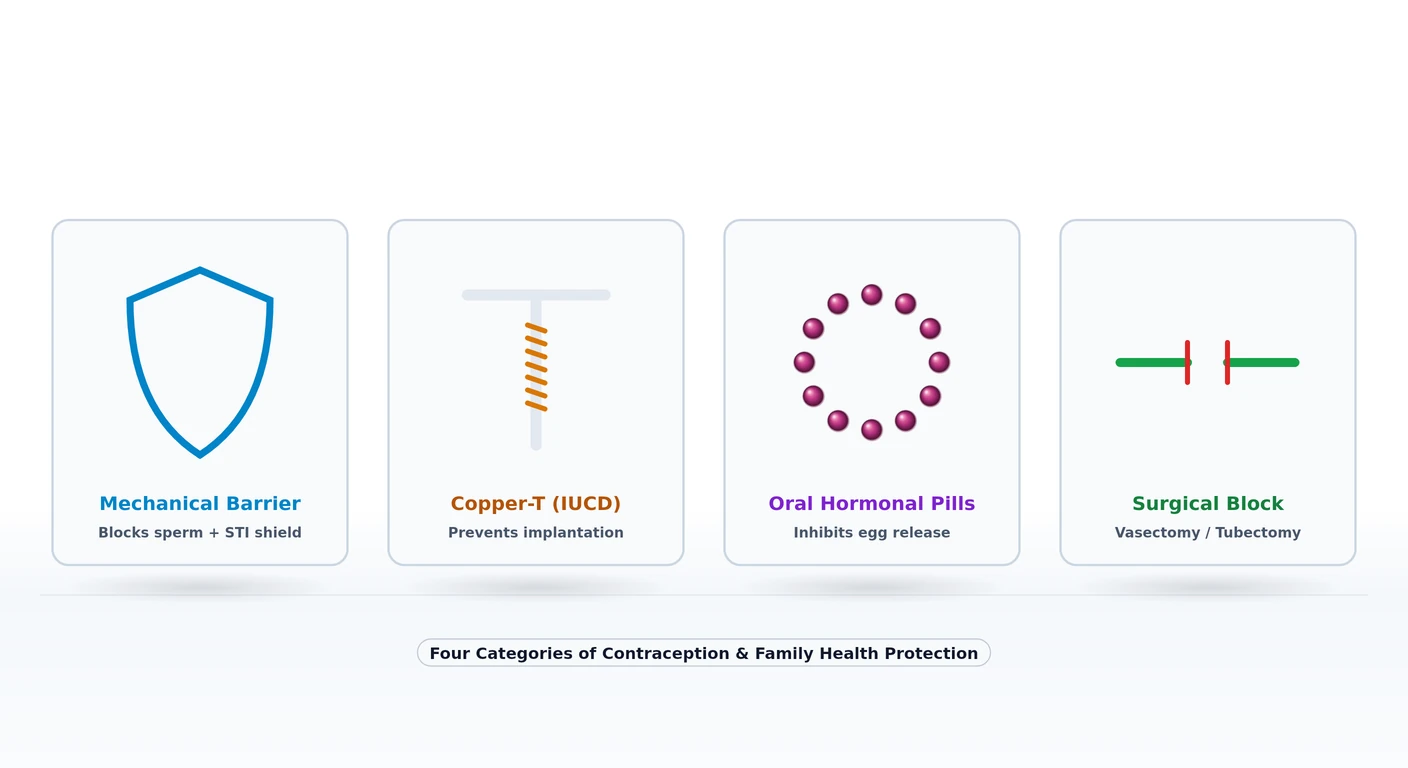 Mechanical Barrier
Blocks sperm + STI shield
Copper-T (IUCD)
Prevents implantation
Oral Hormonal Pills
Inhibits egg release
Surgical Block
Vasectomy / Tubectomy
Four Categories of Contraception & Family Health Protection